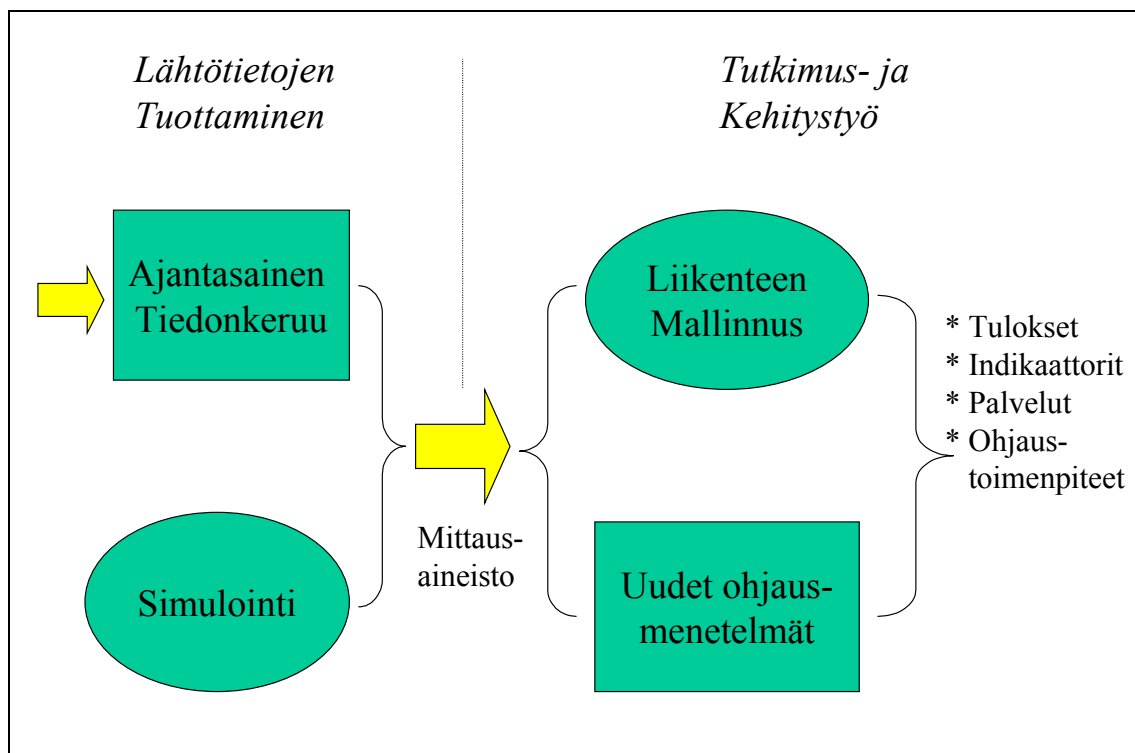 Lähtötietojen
Tuottaminen
Tutkimus- ja
Kehitystyö
Ajantasainen
Tiedonkeruu
Simulointi
Mittaus-
aineisto
Liikenteen
Mallinnus
Uudet ohjaus-
menetelmät
* Tulokset
* Indikaattorit
* Palvelut
* Ohjaus-
toimenpiteet